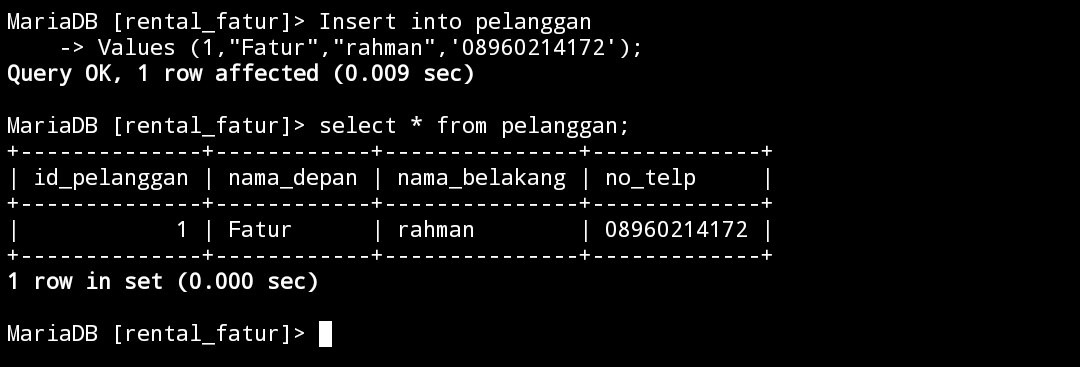 MariaDB [rental_fatur]> Insert into pelanggan
    -> Values (1,"Fatur","rahman",'08960214172');
Query OK, 1 row affected (0.009 sec)
MariaDB [rental_fatur]> select * from pelanggan;
+--------------+------------+---------------+-------------+
| id_pelanggan | nama_depan | nama_belakang | no_telp     |
+--------------+------------+---------------+-------------+
|            1 | Fatur      | rahman        | 08960214172 |
+--------------+------------+---------------+-------------+
1 row in set (0.000 sec)
MariaDB [rental_fatur]>